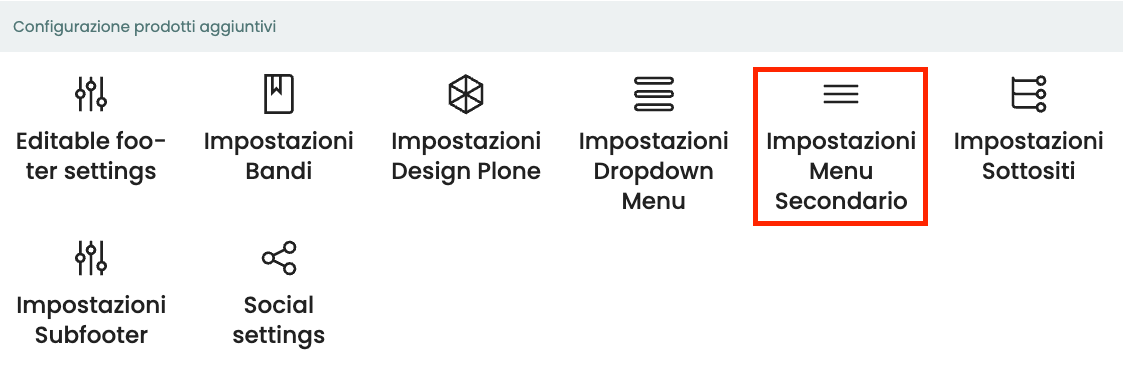 Configurazione prodotti aggiuntivi
Editable foo-
ter settings
Impostazioni
Bandi
Impostazioni
Design Plone
Impostazioni
Dropdown
Menu
Impostazioni
Menu
Secondario
Impostazioni
Sottositi
Impostazioni
Subfooter
Social
settings